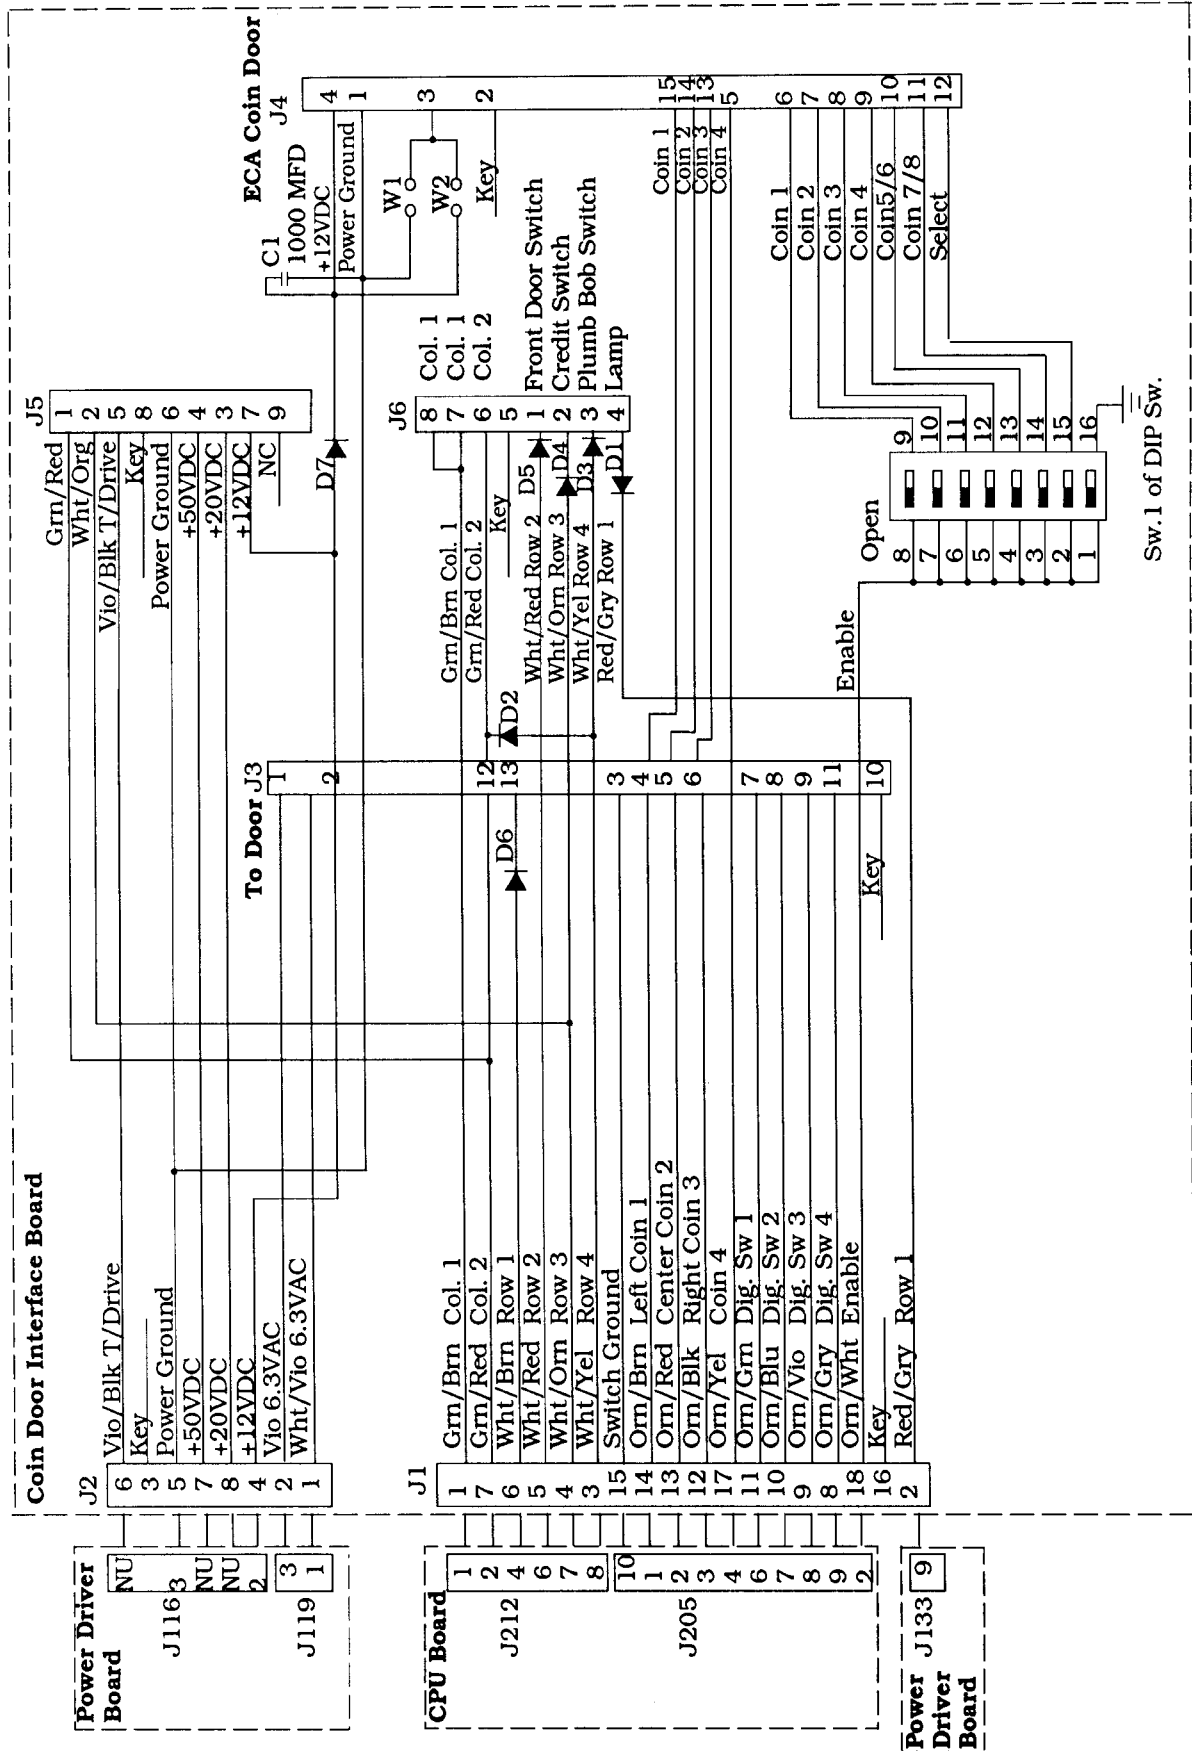 Coin Door Interface Board
Power Driver
Board
J116
NU
3
NU
NU
2
J119
3
1
J2
6
3
5
7
8
4
2
1
Vio/Blk T/Drive
Key
Power Ground
+50VDC
+20VDC
+12VDC
Vio 6.3VAC
Wht/Vio 6.3VAC
CPU Board
J212
1
2
4
6
7
8
J205
10
1
2
3
4
6
7
8
9
2
Power
Driver
Board
J133
9
J1
1
7
6
5
4
3
15
14
13
12
17
11
10
9
8
18
16
2
Grn/Brn Col. 1
Grn/Red Col. 2
Wht/Brn Row 1
Wht/Red Row 2
Wht/Orn Row 3
Wht/Yel Row 4
Switch Ground
Orn/Brn Left Coin 1
Orn/Red Center Coin 2
Orn/Blk Right Coin 3
Orn/Yel Coin 4
Orn/Grn Dig. Sw 1
Orn/Blu Dig. Sw 2
Orn/Vio Dig. Sw 3
Orn/Gry Dig. Sw 4
Orn/Wht Enable
Key
Red/Gry Row 1
To Door J3
1
2
12
13
3
4
5
6
7
8
9
11
10
D6
Key
D2
Enable
J5
1
2
5
8
6
4
3
7
9
Grn/Red
Wht/Org
Vio/Blk T/Drive
Key
Power Ground
+50VDC
+20VDC
+12VDC
NC
D7
J6
8
7
6
5
1
2
3
4
Grn/Brn Col. 1
Grn/Red Col. 2
Key
Wht/Red Row 2
Wht/Orn Row 3
Wht/Yel Row 4
Red/Gry Row 1
D5
D4
D3
D1
Col. 1
Col. 1
Col. 2
Front Door Switch
Credit Switch
Plumb Bob Switch
Lamp
ECA Coin Door
J4
4
1
3
2
15
14
13
5
6
7
8
9
10
11
12
C1
1000 MFD
+12VDC
Power Ground
W1
W2
Key
Coin 1
Coin 2
Coin 3
Coin 4
Coin 1
Coin 2
Coin 3
Coin 4
Coin5/6
Coin 7/8
Select
Open
8
7
6
5
4
3
2
1
9
10
11
12
13
14
15
16
Sw.1 of DIP Sw.